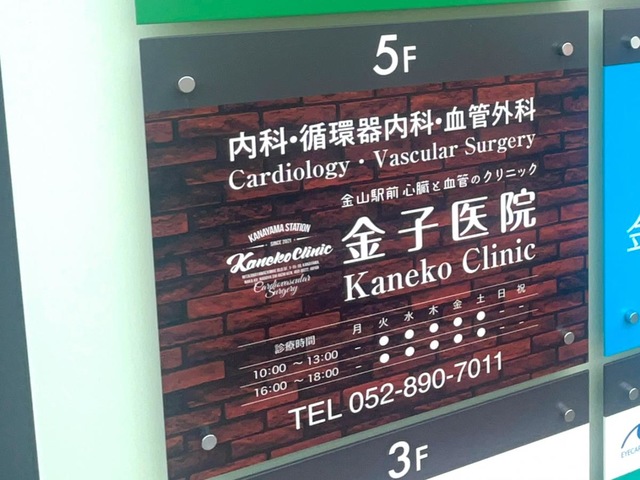 5F
内科・循環器内科・血管外科
Cardiology・Vascular Surgery
金山駅前 心臓と血管のクリニック
金子医院
Kaneko Clinic
KANAYAMA STATION
SINCE 2021
Kaneko Clinic
Cardiovascular
Surgery
診療時間 月 火 水 木 金 土 日 祝
10:00 ～ 13:00 － ● ● ● ● ● － －
16:00 ～ 18:00 － ● ● ● ● ● － －
TEL 052-890-7011
3F
金
EYECAR